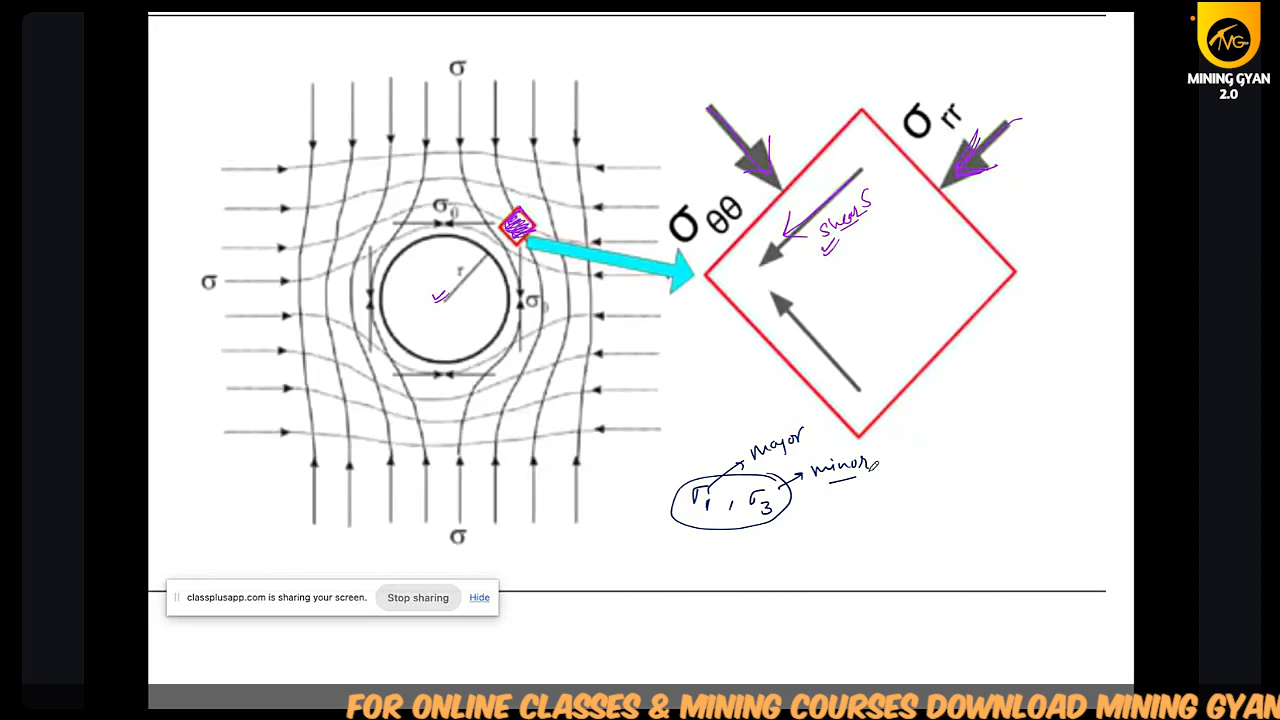 MINING GYAN
2.0
σ
σ rr
σθ
σ θθ
shear S
r
σ
σθ
major
σ1 , σ3
minor
σ
classplusapp.com is sharing your screen.
Stop sharing
Hide
FOR ONLINE CLASSES & MINING COURSES DOWNLOAD MINING GYAN